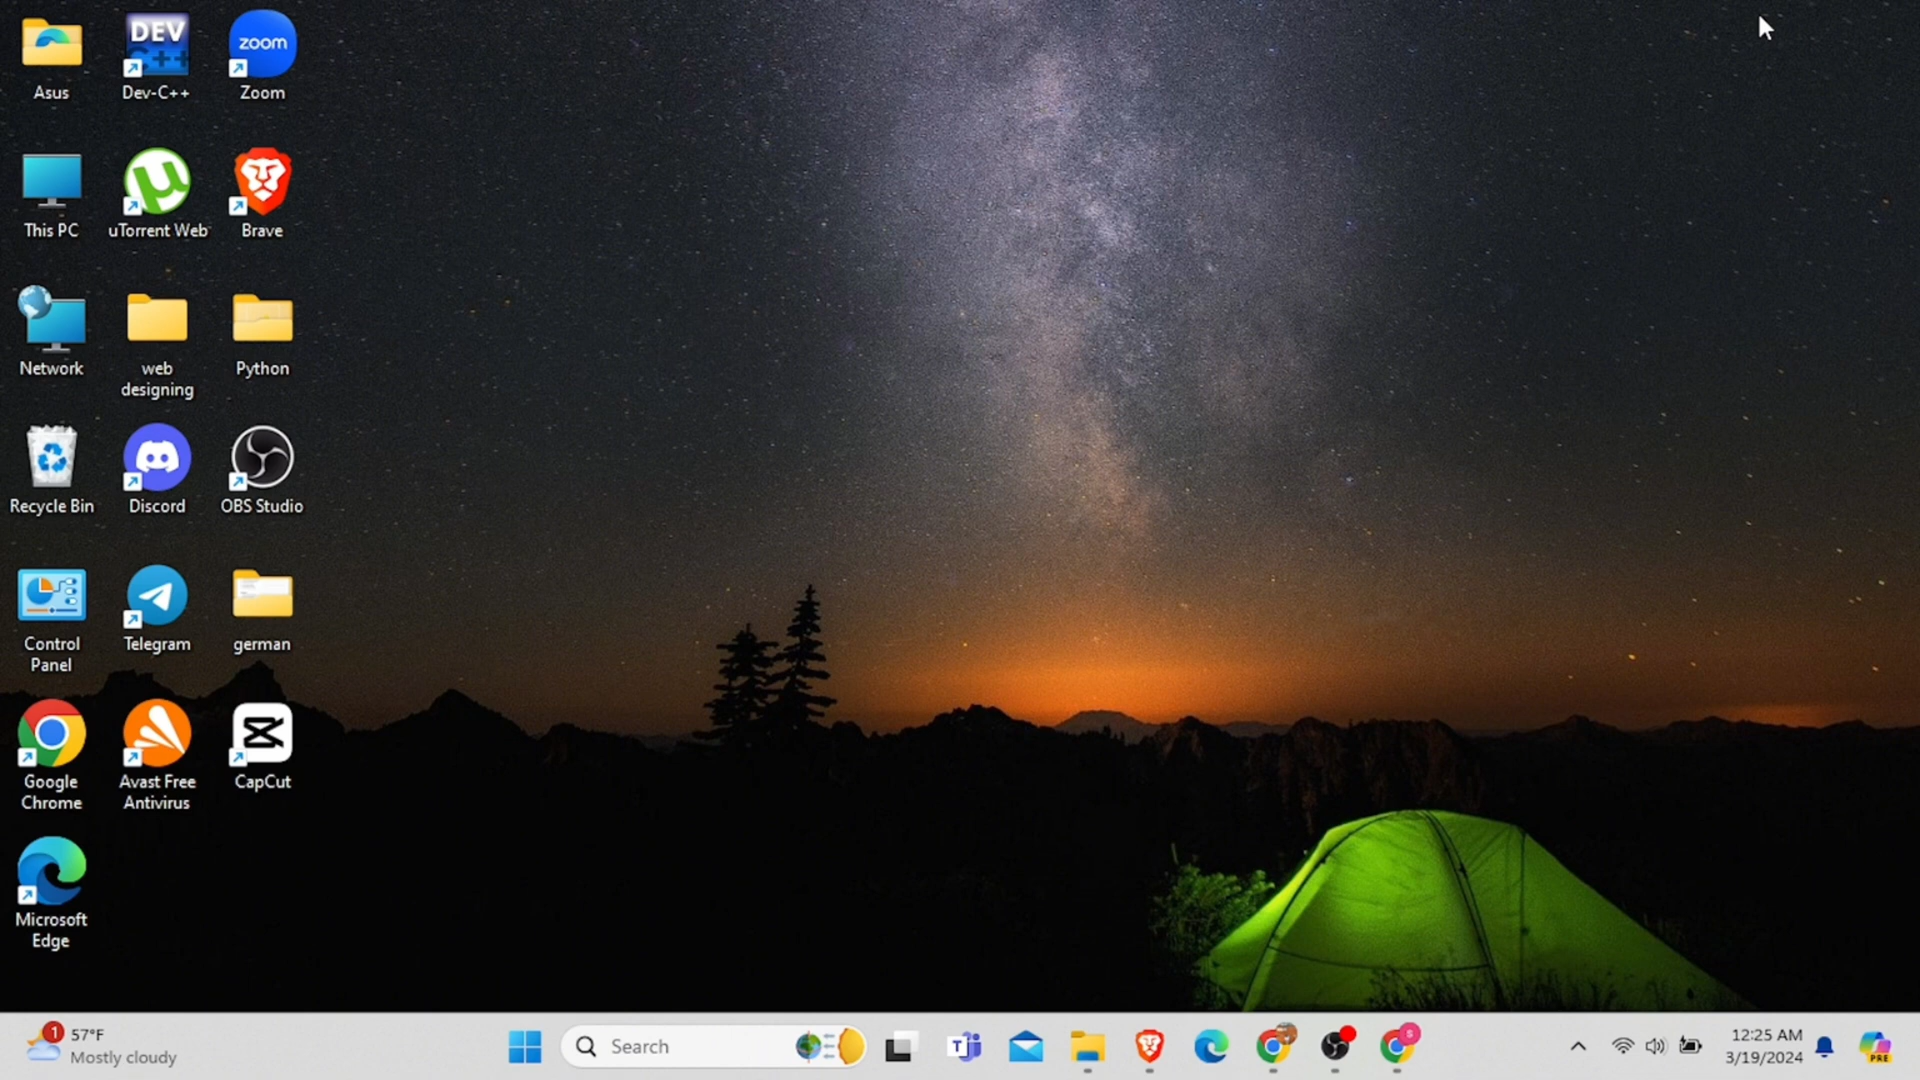 Asus
DEV
C++
Dev-C++
zoom
Zoom
This PC
uTorrent Web
Brave
Network
web
designing
Python
Recycle Bin
Discord
OBS Studio
Control
Panel
Telegram
german
Google
Chrome
Avast Free
Antivirus
CapCut
Microsoft
Edge
1
57°F
Mostly cloudy
Search
T
S
12:25 AM
3/19/2024
PRE